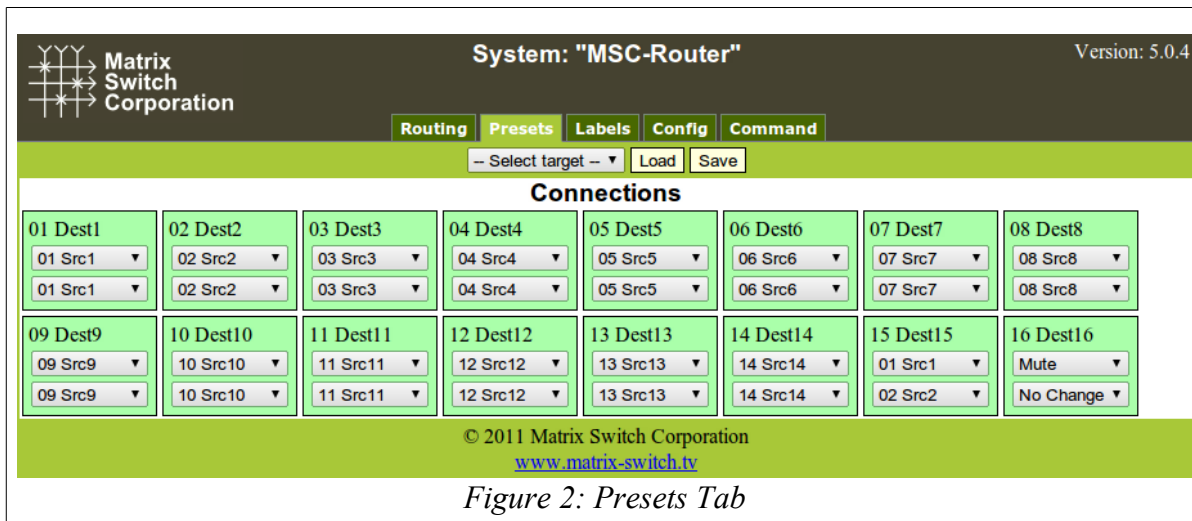 Matrix
Switch
Corporation
System: "MSC-Router"
Version: 5.0.4
Routing Presets Labels Config Command
-- Select target -- Load Save
Connections
01 Dest1 02 Dest2 03 Dest3 04 Dest4 05 Dest5 06 Dest6 07 Dest7 08 Dest8
01 Src1 02 Src2 03 Src3 04 Src4 05 Src5 06 Src6 07 Src7 08 Src8
01 Src1 02 Src2 03 Src3 04 Src4 05 Src5 06 Src6 07 Src7 08 Src8
09 Dest9 10 Dest10 11 Dest11 12 Dest12 13 Dest13 14 Dest14 15 Dest15 16 Dest16
09 Src9 10 Src10 11 Src11 12 Src12 13 Src13 14 Src14 01 Src1 Mute
09 Src9 10 Src10 11 Src11 12 Src12 13 Src13 14 Src14 02 Src2 No Change
© 2011 Matrix Switch Corporation
www.matrix-switch.tv
Figure 2: Presets Tab